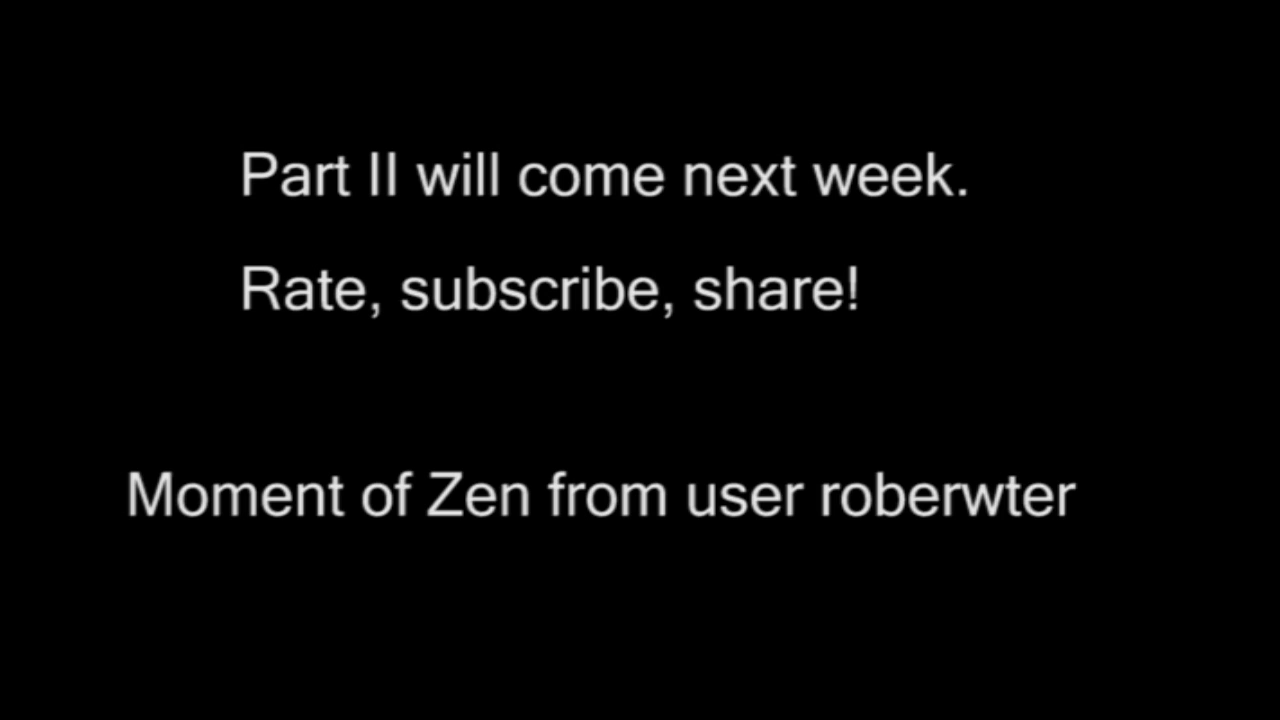 Part II will come next week.
Rate, subscribe, share!
Moment of Zen from user roberwter